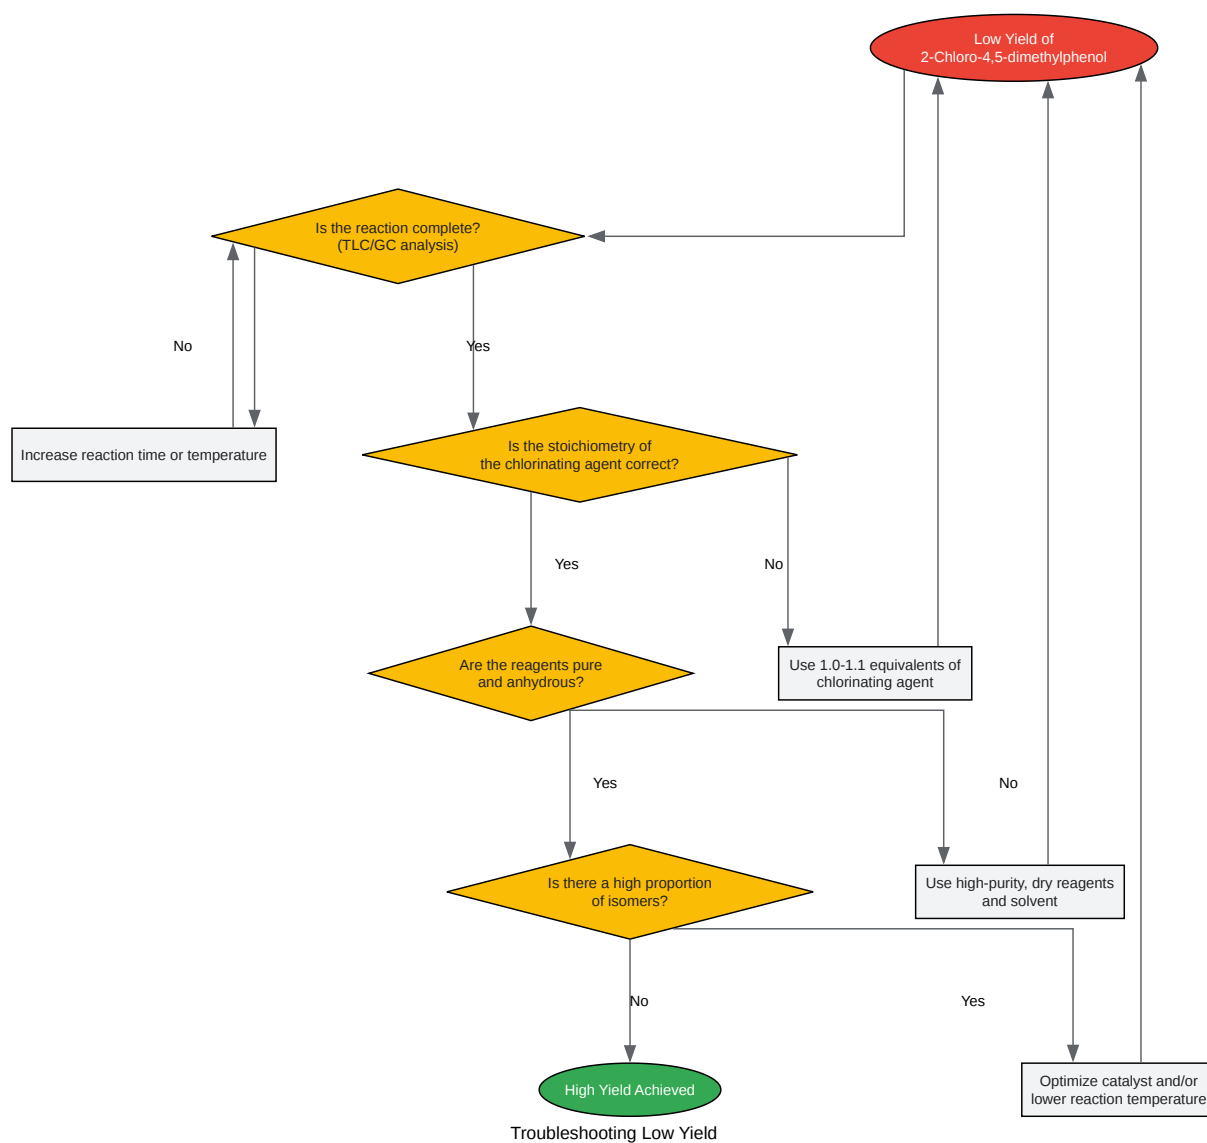 Low Yield of
2-Chloro-4,5-dimethylphenol
Is the reaction complete?
(TLC/GC analysis)
No
Yes
Increase reaction time or temperature
Is the stoichiometry of
the chlorinating agent correct?
Yes
No
Are the reagents pure
and anhydrous?
Use 1.0-1.1 equivalents of
chlorinating agent
Yes
No
Is there a high proportion
of isomers?
Use high-purity, dry reagents
and solvent
No
Yes
High Yield Achieved
Optimize catalyst and/or
lower reaction temperature
Troubleshooting Low Yield